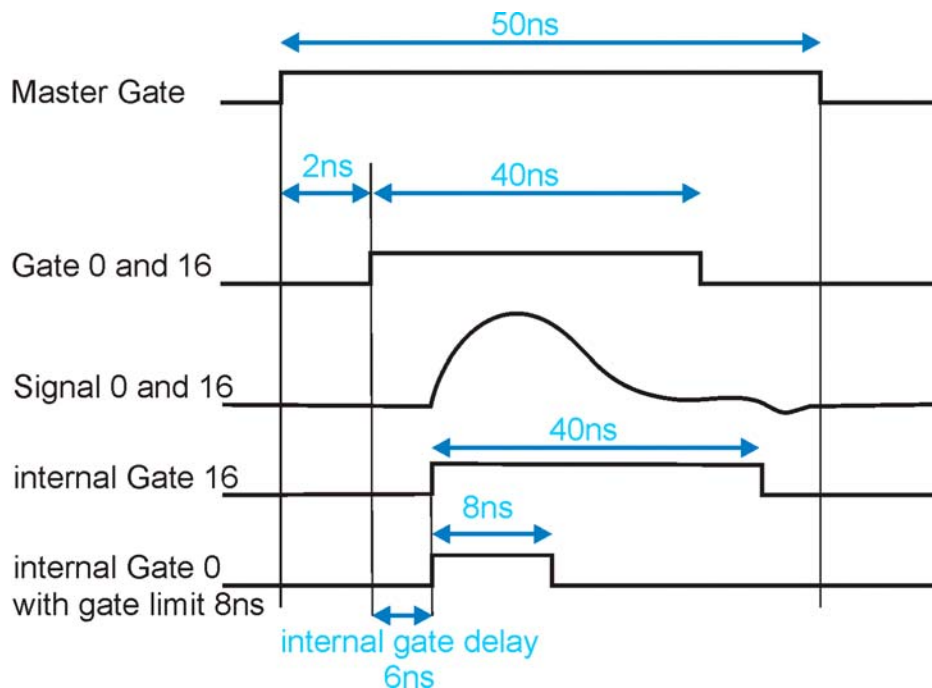 50ns
Master Gate
2ns
40ns
Gate 0 and 16
Signal 0 and 16
40ns
internal Gate 16
8ns
internal Gate 0
with gate limit 8ns
internal gate delay
6ns